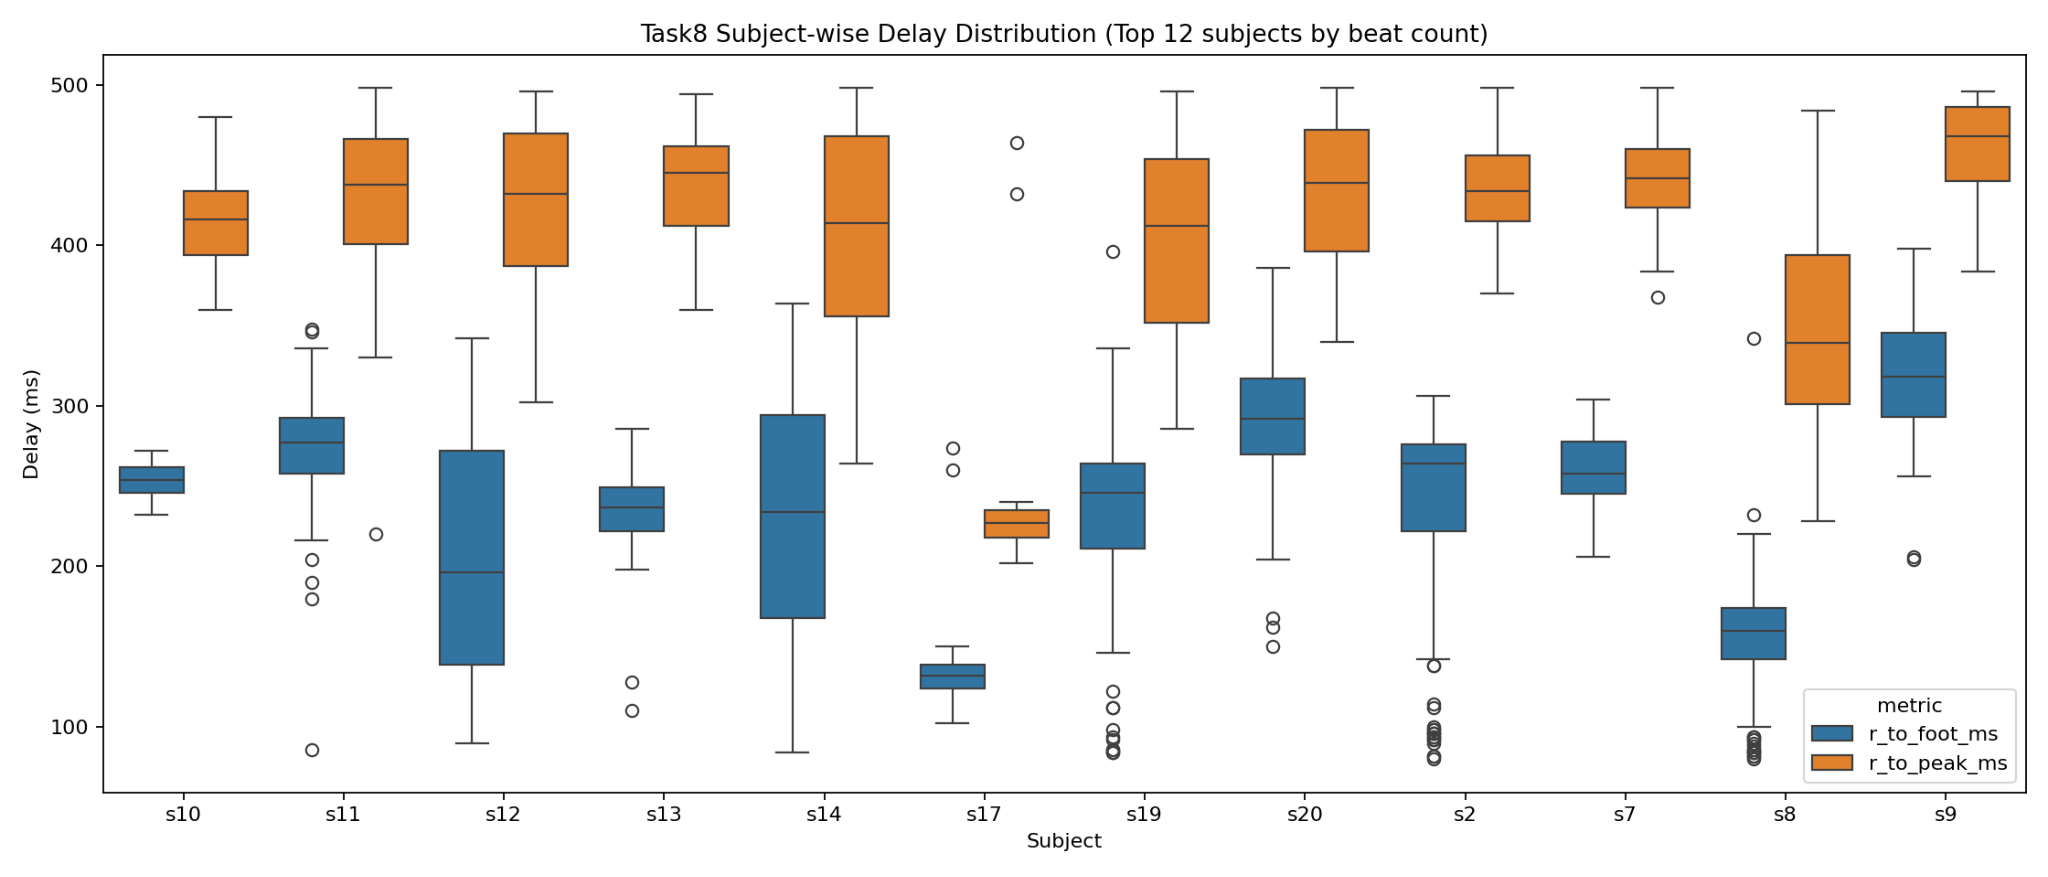 Task8 Subject-wise Delay Distribution (Top 12 subjects by beat count)
500
400
300
200
100
Delay (ms)
s10 s11 s12 s13 s14 s17 s19 s20 s2 s7 s8 s9
Subject
metric
r_to_foot_ms
r_to_peak_ms